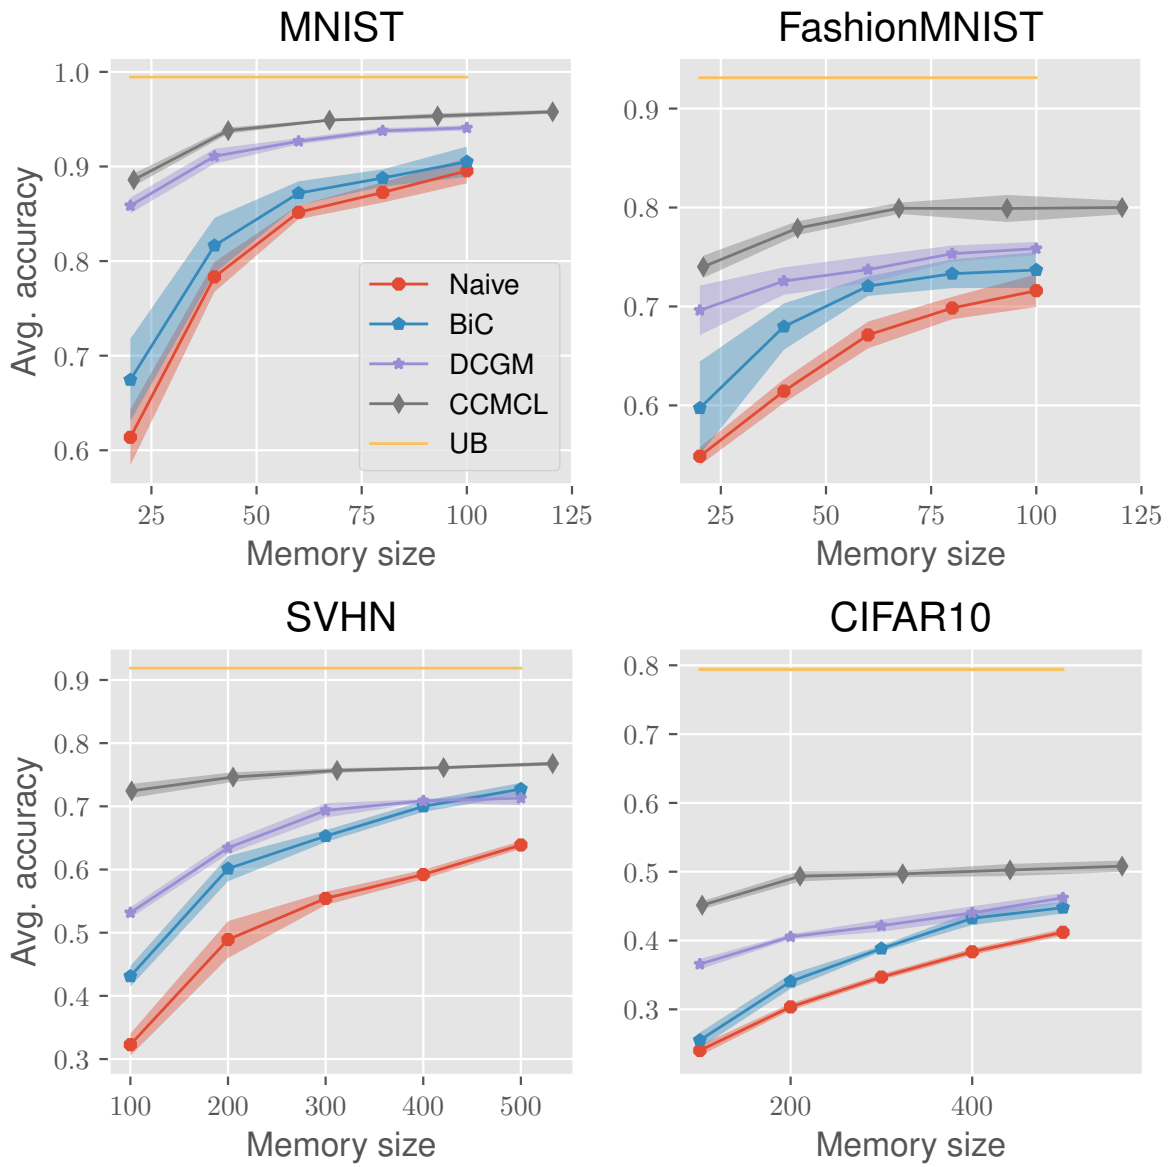 MNIST
FashionMNIST
Avg. accuracy
1.0
0.9
0.8
0.7
0.6
Naive
BiC
DCGM
CCMCL
UB
25 50 75 100 125
Memory size
0.9
0.8
0.7
0.6
25 50 75 100 125
Memory size
SVHN
CIFAR10
Avg. accuracy
0.9
0.8
0.7
0.6
0.5
0.4
0.3
100 200 300 400 500
Memory size
0.8
0.7
0.6
0.5
0.4
0.3
200 400
Memory size